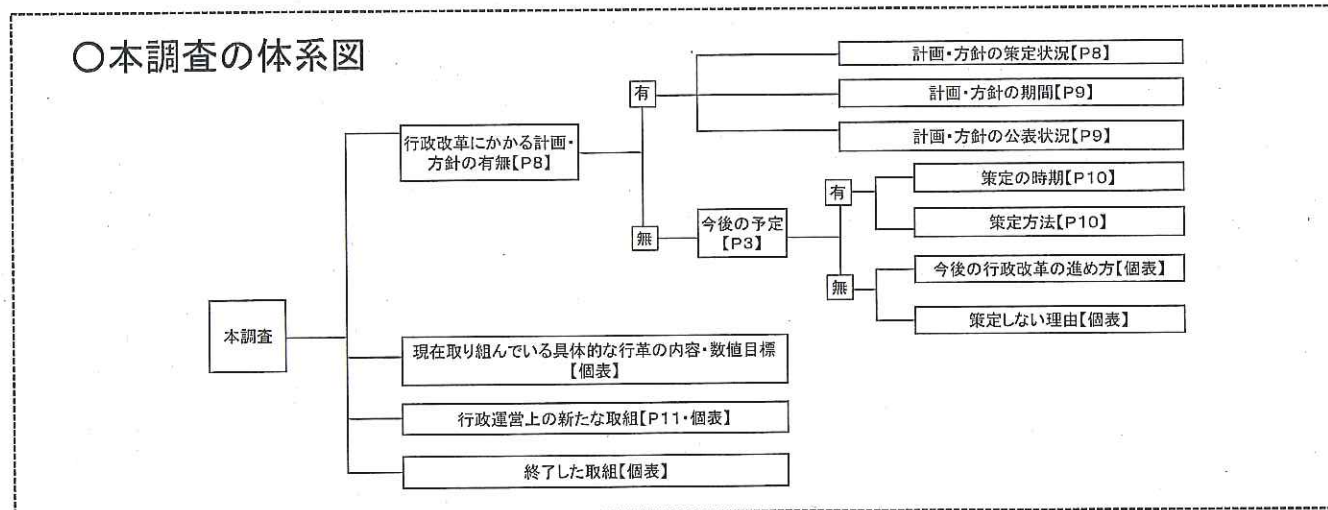 〇本調査の体系図
計画・方針の策定状況【P8】
有
計画・方針の期間【P9】
行政改革にかかる計画・
方針の有無【P8】
計画・方針の公表状況【P9】
有
策定の時期【P10】
無
今後の予定
【P3】
策定方法【P10】
無
今後の行政改革の進め方【個表】
策定しない理由【個表】
本調査
現在取り組んでいる具体的な行革の内容・数値目標
【個表】
行政運営上の新たな取組【P11・個表】
終了した取組【個表】